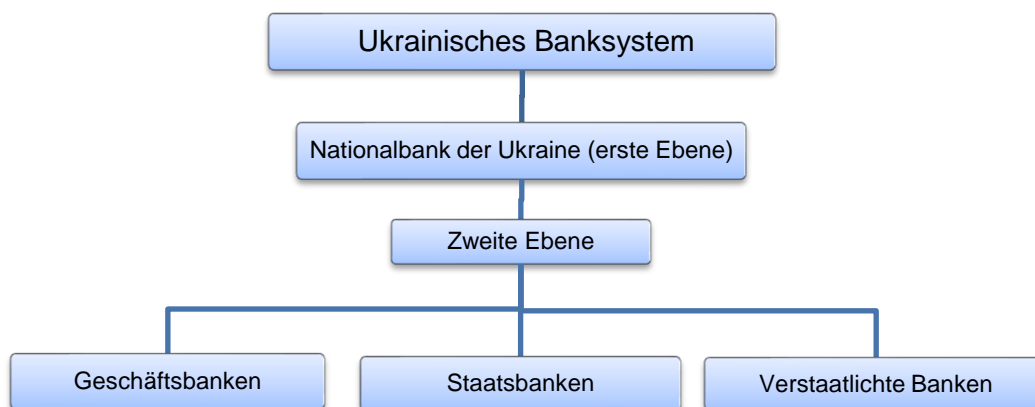 Ukrainisches Banksystem
Nationalbank der Ukraine (erste Ebene)
Zweite Ebene
Geschäftsbanken
Staatsbanken
Verstaatlichte Banken